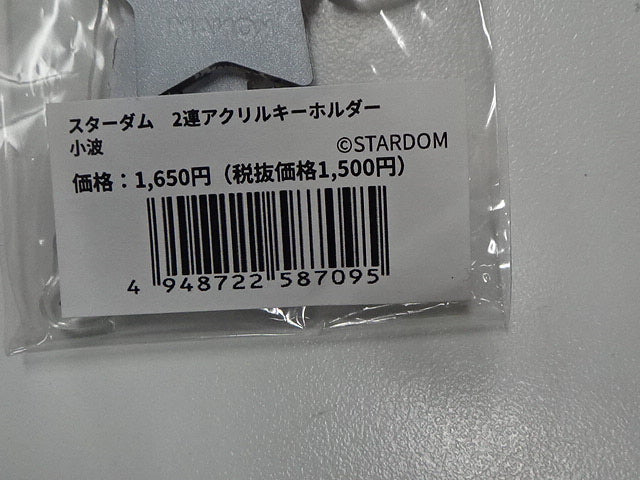 スターダム　2連アクリルキーホルダー
小波
©STARDOM
価格：1,650円（税抜価格1,500円）
4 948722 587095